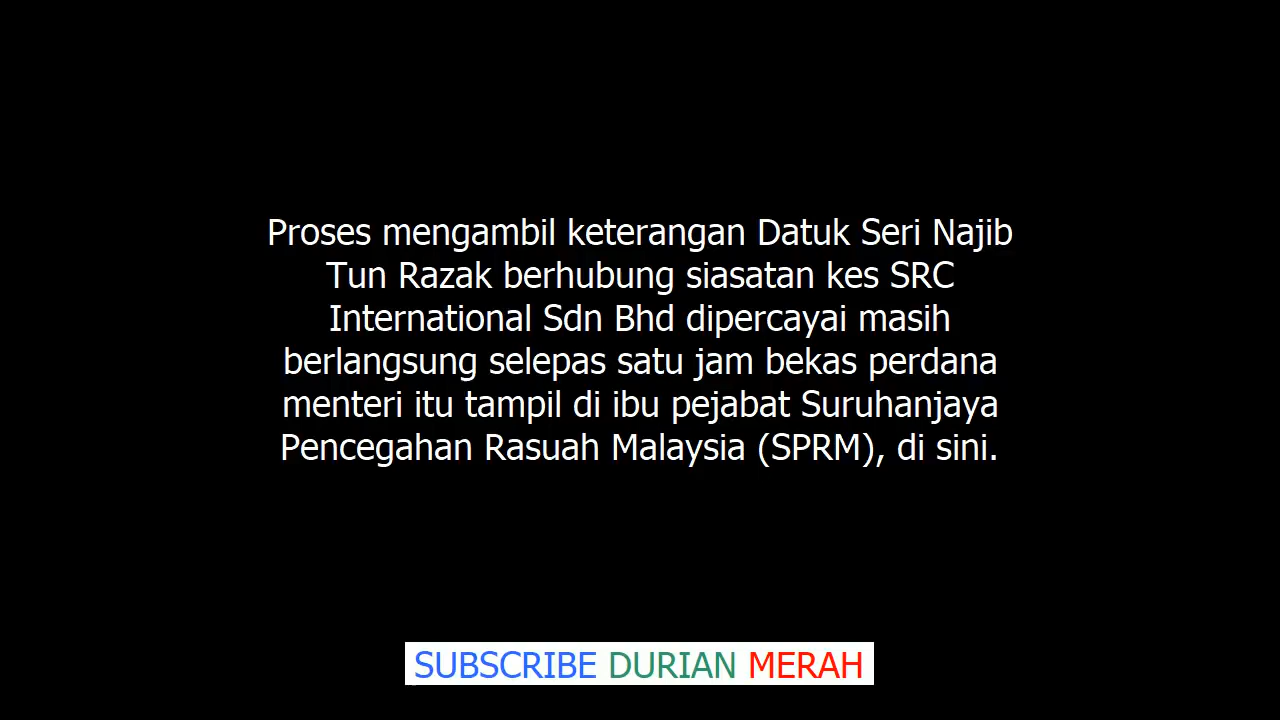 Proses mengambil keterangan Datuk Seri Najib
Tun Razak berhubung siasatan kes SRC
International Sdn Bhd dipercayai masih
berlangsung selepas satu jam bekas perdana
menteri itu tampil di ibu pejabat Suruhanjaya
Pencegahan Rasuah Malaysia (SPRM), di sini.
SUBSCRIBE DURIAN MERAH